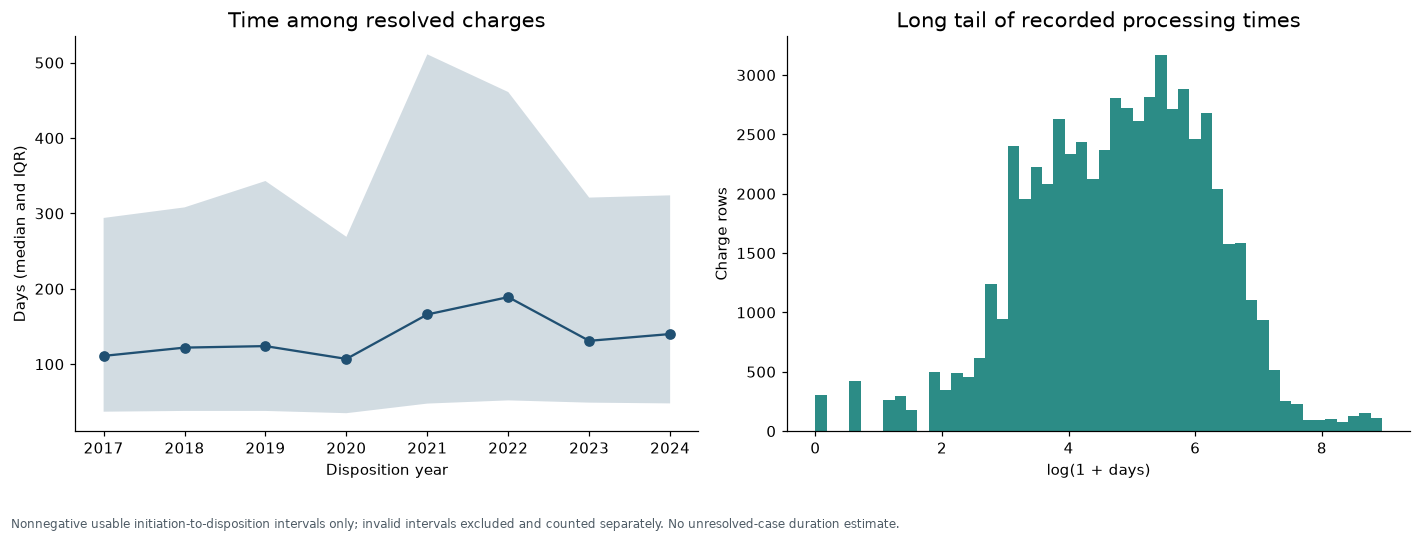 Time among resolved charges
Days (median and IQR)
500
400
300
200
100
2017 2018 2019 2020 2021 2022 2023 2024
Disposition year
Long tail of recorded processing times
Charge rows
3000
2500
2000
1500
1000
500
0
0 2 4 6 8
log(1 + days)
Nonnegative usable initiation-to-disposition intervals only; invalid intervals excluded and counted separately. No unresolved-case duration estimate.